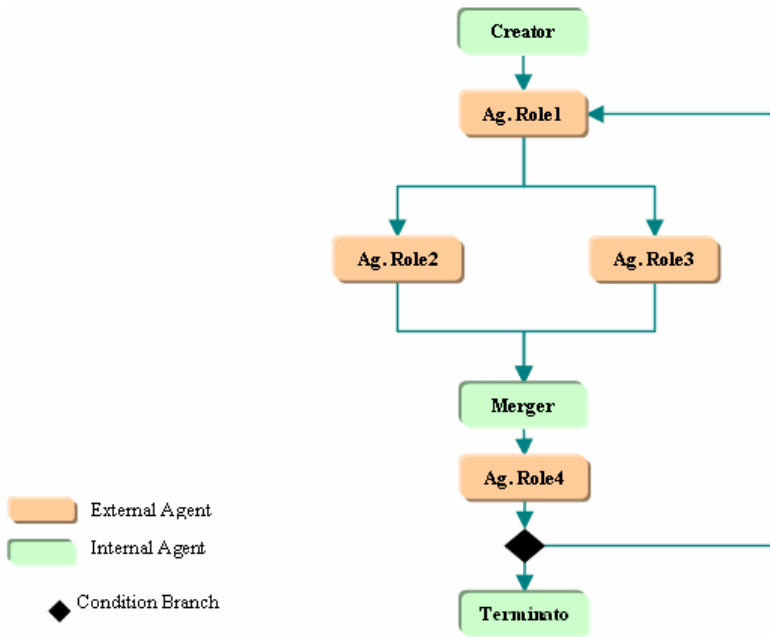 Creator
Ag. Role1
Ag. Role2
Ag. Role3
Merger
Ag. Role4
External Agent
Internal Agent
Condition Branch
Terminato